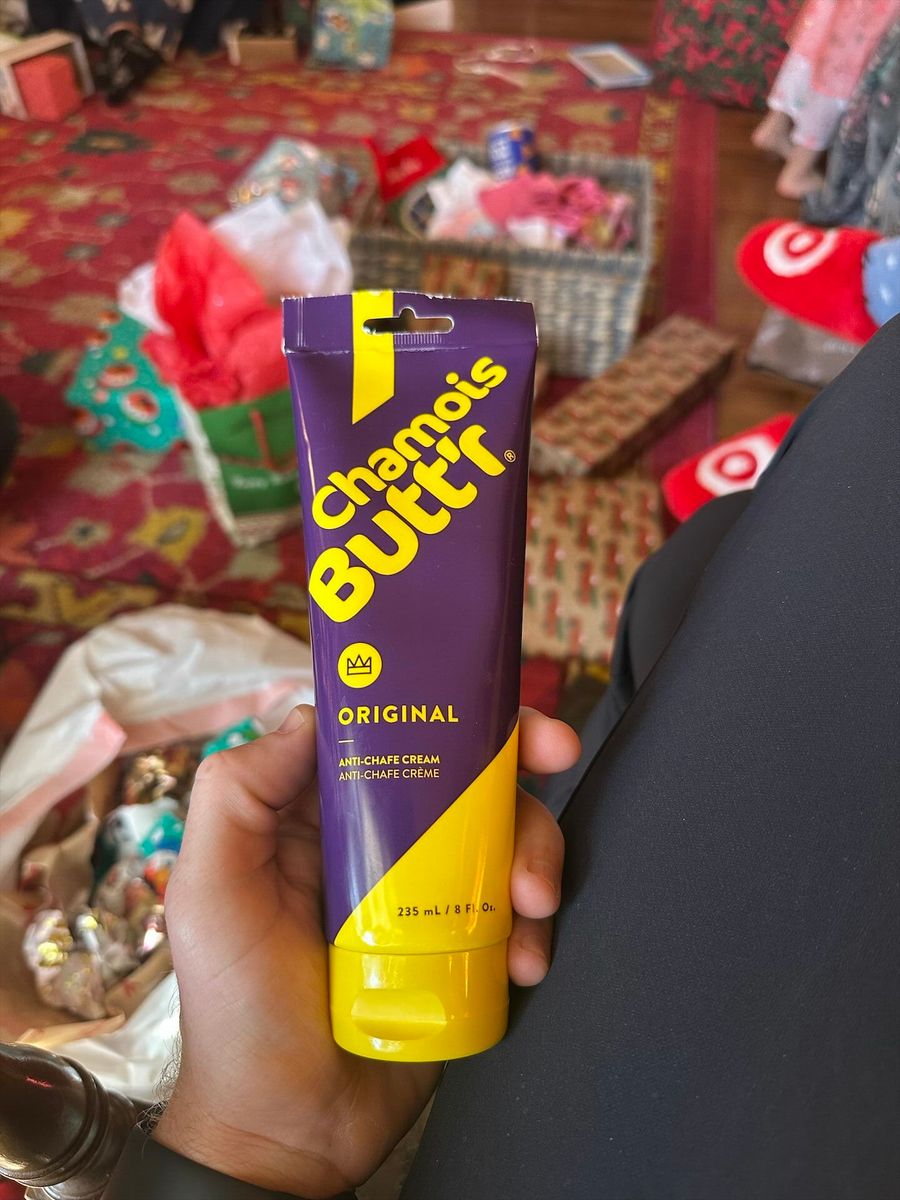 Chamois
Butt'r®
ORIGINAL
ANTI-CHAFE CREAM
ANTI-CHAFE CRÈME
235 mL / 8 Fl. Oz.